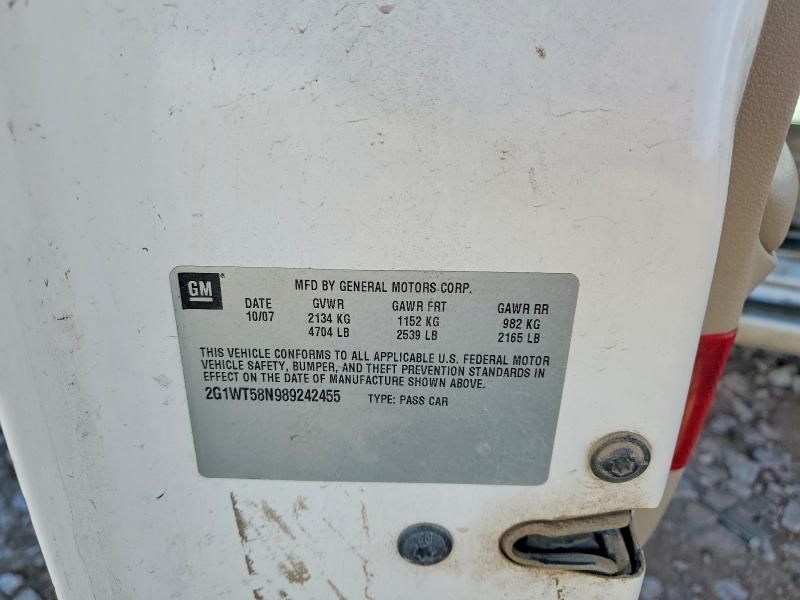 GM® MFD BY GENERAL MOTORS CORP.
DATE GVWR GAWR FRT GAWR RR
10/07 2134 KG 1152 KG 982 KG
4704 LB 2539 LB 2165 LB
THIS VEHICLE CONFORMS TO ALL APPLICABLE U.S. FEDERAL MOTOR
VEHICLE SAFETY, BUMPER, AND THEFT PREVENTION STANDARDS IN
EFFECT ON THE DATE OF MANUFACTURE SHOWN ABOVE.
2G1WT58N989242455 TYPE: PASS CAR